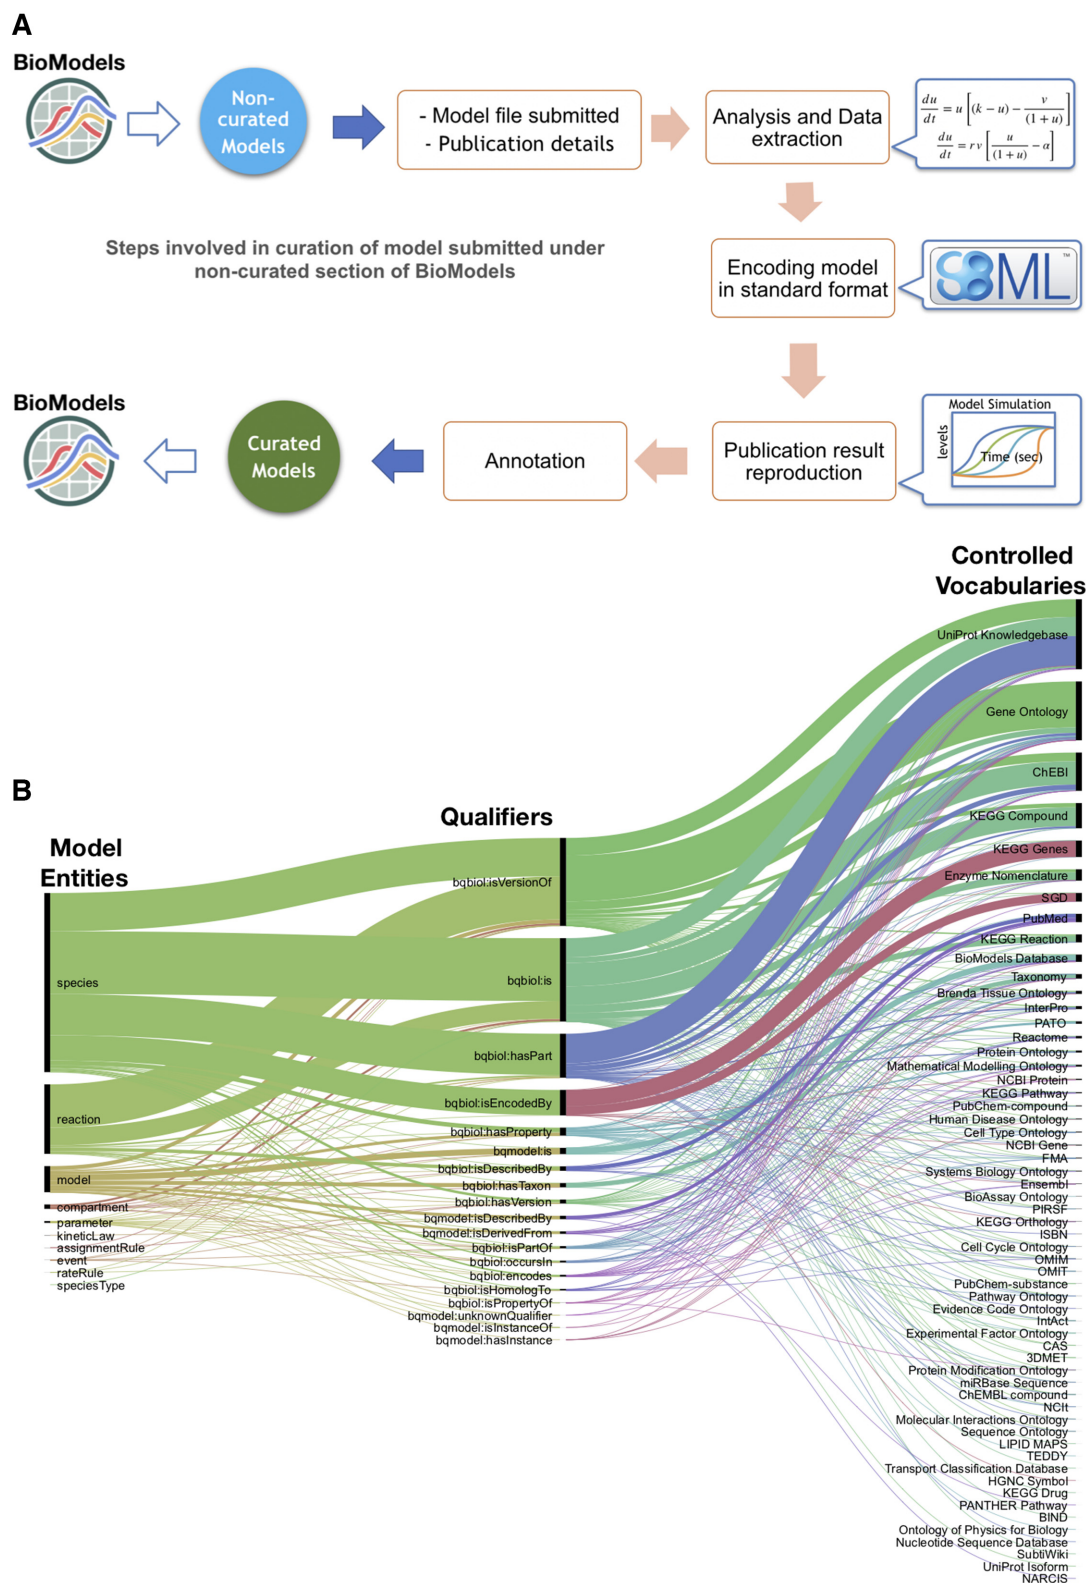 A
BioModels
Non-
curated
Models
- Model file submitted
- Publication details
Analysis and Data
extraction
du/dt = u [(k − u) − v/(1 + u)]
du/dt = r v [u/(1 + u) − α]
Steps involved in curation of model submitted under
non-curated section of BioModels
Encoding model
in standard format
SBML™
BioModels
Curated
Models
Annotation
Publication result
reproduction
Model Simulation
levels
Time (sec)
B
Model
Entities
species
reaction
model
compartment
parameter
kineticLaw
assignmentRule
event
rateRule
speciesType
Qualifiers
bqbiol:isVersionOf
bqbiol:is
bqbiol:hasPart
bqbiol:isEncodedBy
bqbiol:hasProperty
bqmodel:is
bqbiol:isDescribedBy
bqbiol:hasTaxon
bqbiol:hasVersion
bqmodel:isDescribedBy
bqmodel:isDerivedFrom
bqbiol:isPartOf
bqbiol:occursIn
bqbiol:encodes
bqbiol:isHomologTo
bqbiol:isPropertyOf
bqmodel:unknownQualifier
bqmodel:isInstanceOf
bqmodel:hasInstance
Controlled
Vocabularies
UniProt Knowledgebase
Gene Ontology
ChEBI
KEGG Compound
KEGG Genes
Enzyme Nomenclature
SGD
PubMed
KEGG Reaction
BioModels Database
Taxonomy
Brenda Tissue Ontology
InterPro
PATO
Reactome
Protein Ontology
Mathematical Modelling Ontology
NCBI Protein
KEGG Pathway
PubChem-compound
Human Disease Ontology
Cell Type Ontology
NCBI Gene
FMA
Systems Biology Ontology
Ensembl
BioAssay Ontology
PIRSF
KEGG Orthology
ISBN
Cell Cycle Ontology
OMIM
OMIT
PubChem-substance
Pathway Ontology
Evidence Code Ontology
IntAct
Experimental Factor Ontology
CAS
3DMET
Protein Modification Ontology
miRBase Sequence
ChEMBL compound
NCIt
Molecular Interactions Ontology
Sequence Ontology
LIPID MAPS
TEDDY
Transport Classification Database
HGNC Symbol
KEGG Drug
PANTHER Pathway
BIND
Ontology of Physics for Biology
Nucleotide Sequence Database
SubtiWiki
UniProt Isoform
NARCIS